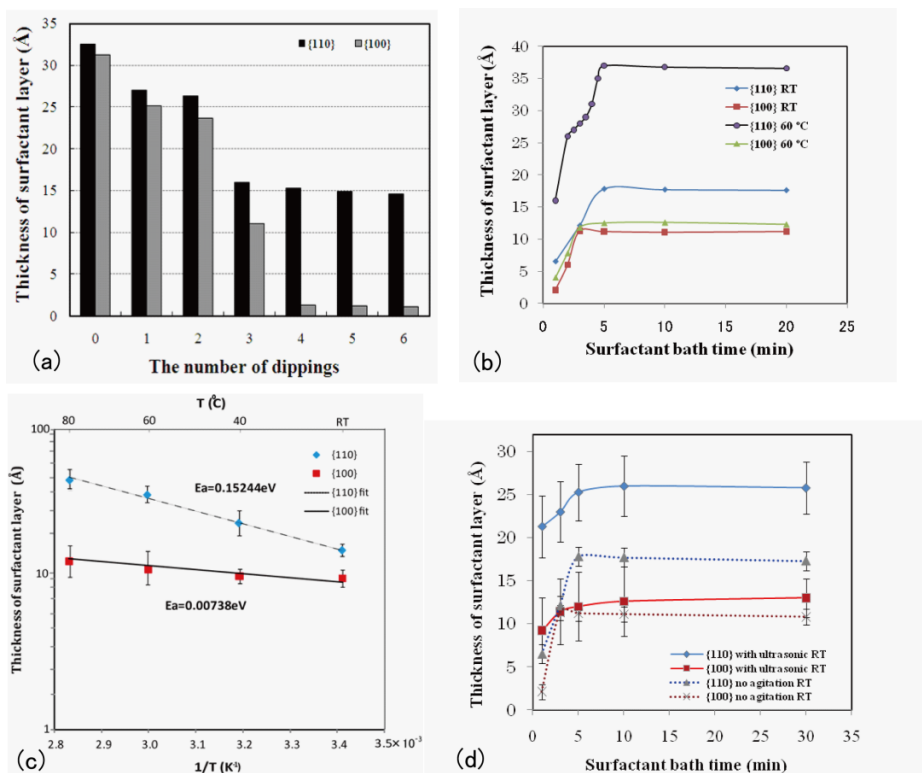 Thickness of surfactant layer (Å)
35
30
25
20
15
10
5
0
{110} {100}
0 1 2 3 4 5 6
The number of dippings
(a)
Thickness of surfactant layer (Å)
40
35
30
25
20
15
10
5
0
{110} RT
{100} RT
{110} 60 °C
{100} 60 °C
0 5 10 15 20 25
Surfactant bath time (min)
(b)
T (°C)
80 60 40 RT
Thickness of surfactant layer (Å)
100
10
1
{110}
{100}
{110} fit
{100} fit
Ea=0.15244eV
Ea=0.00738eV
2.8 3.0 3.2 3.4 3.5× 10⁻³
1/T (K⁻¹)
(c)
Thickness of surfactant layer (Å)
30
25
20
15
10
5
0
{110} with ultrasonic RT
{100} with ultrasonic RT
{110} no agitation RT
{100} no agitation RT
0 5 10 15 20 25 30 35
Surfactant bath time (min)
(d)